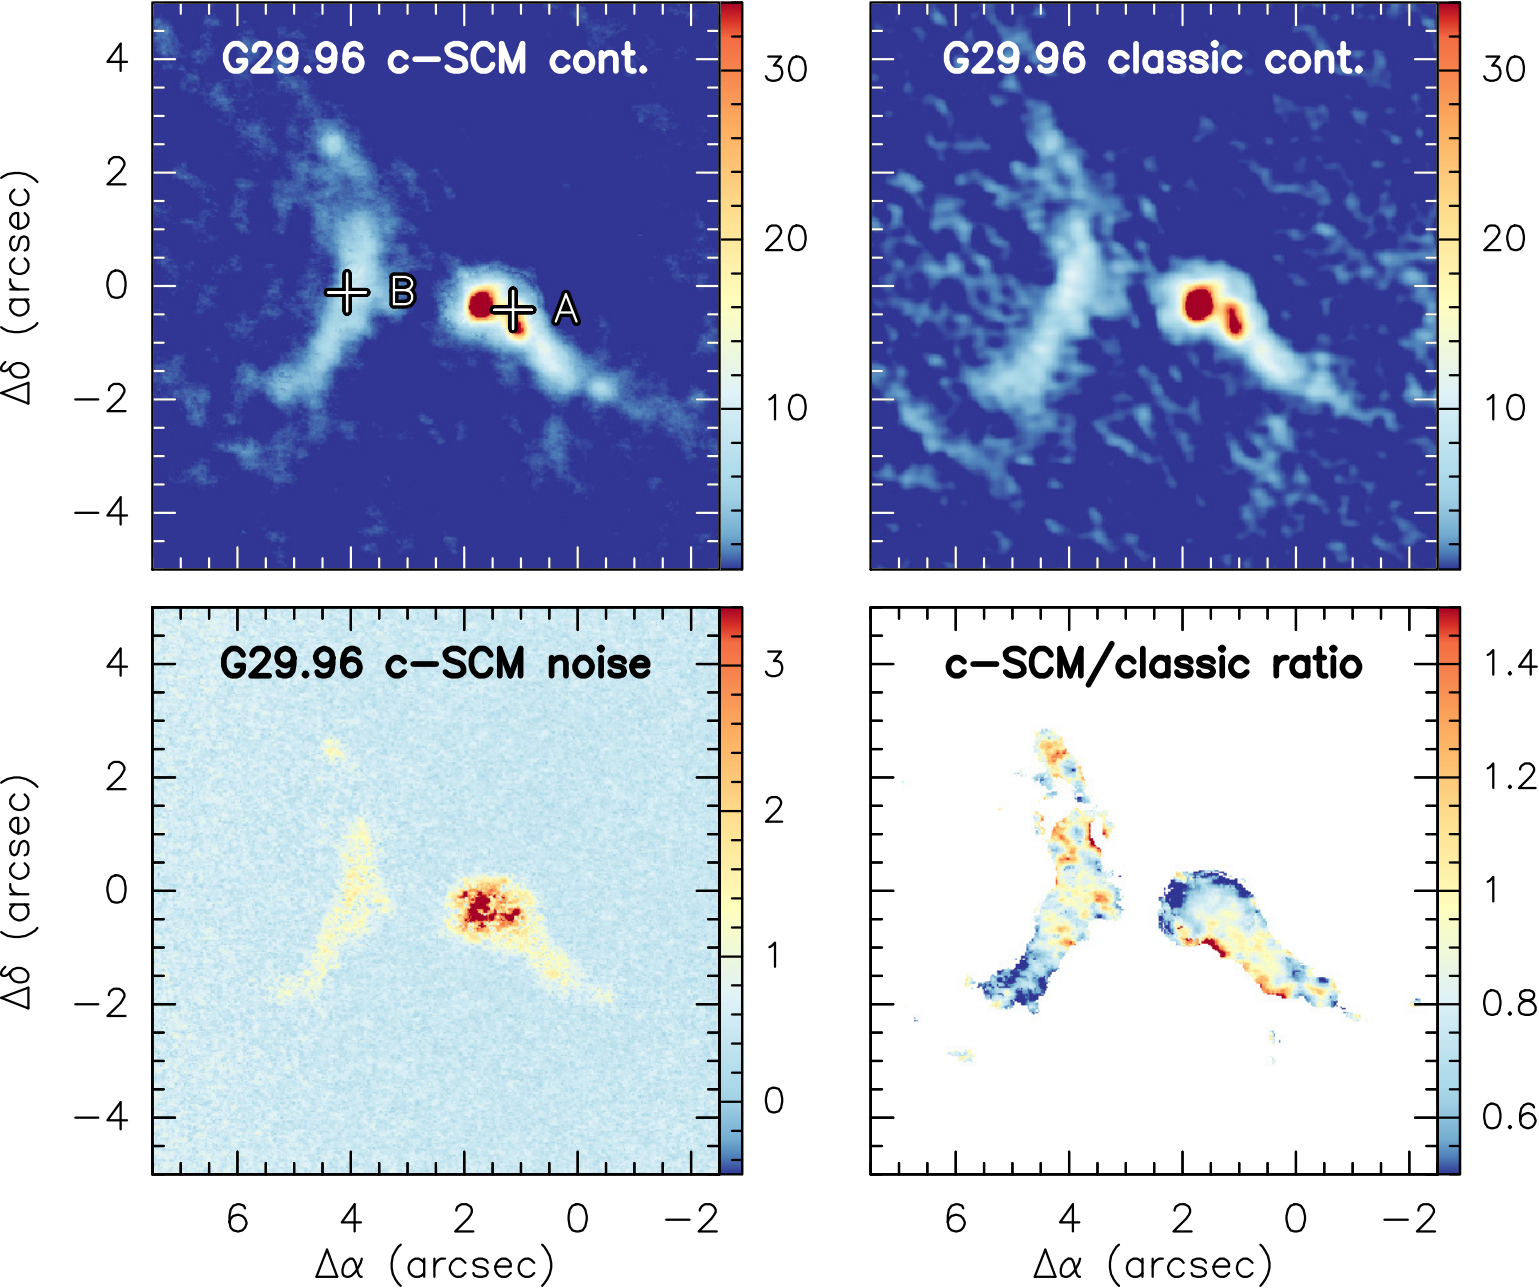 G29.96 c-SCM cont.
4
2
0
-2
-4
Δδ (arcsec)
B
A
30
20
10
G29.96 classic cont.
30
20
10
G29.96 c-SCM noise
4
2
0
-2
-4
Δδ (arcsec)
3
2
1
0
6 4 2 0 -2
Δα (arcsec)
c-SCM/classic ratio
1.4
1.2
1
0.8
0.6
6 4 2 0 -2
Δα (arcsec)